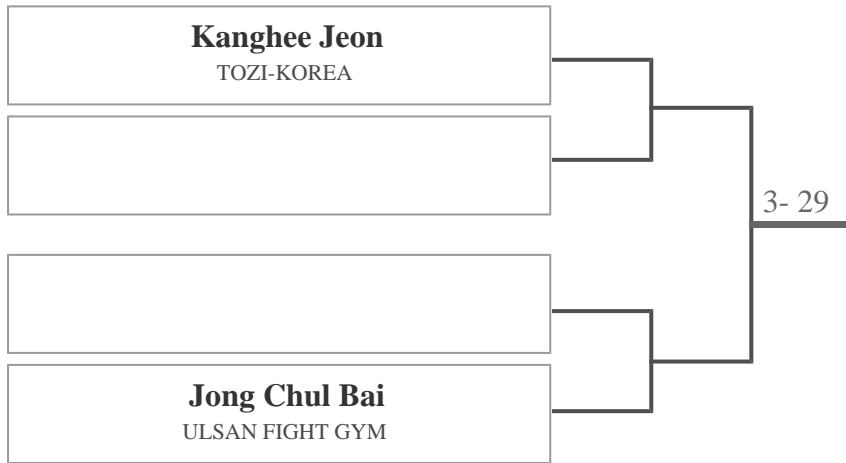 Kanghee Jeon
TOZI-KOREA
3- 29
Jong Chul Bai
ULSAN FIGHT GYM